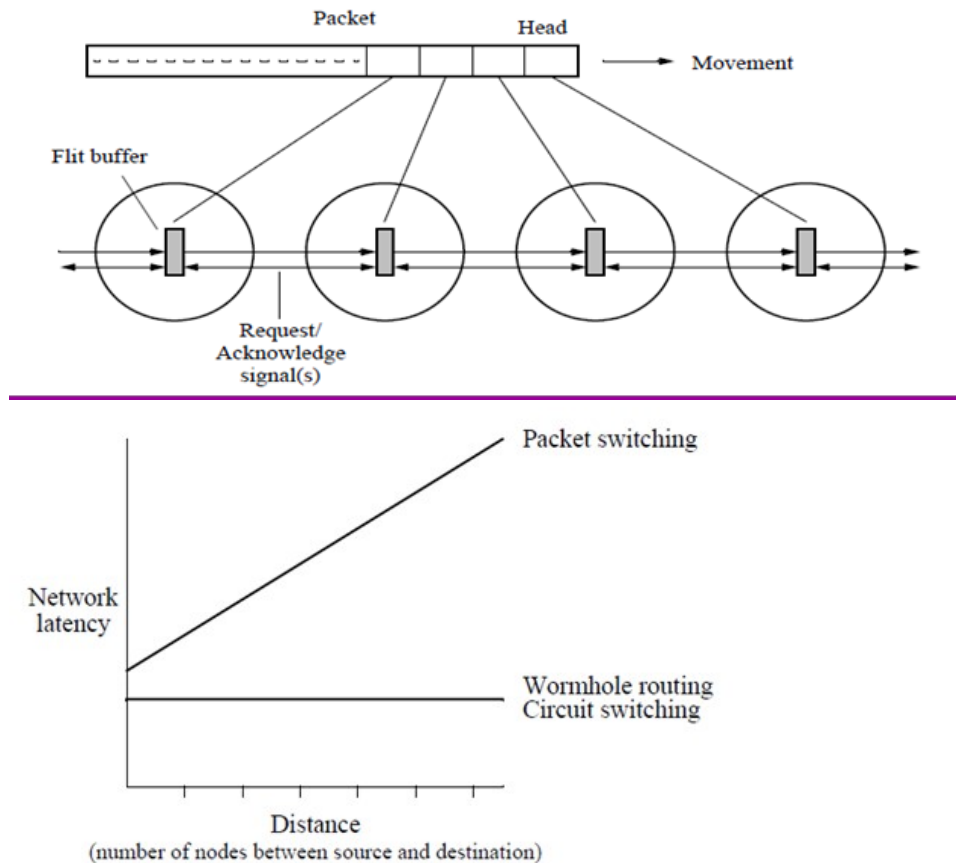 Packet
Head
Movement
Flit buffer
Request/
Acknowledge
signal(s)
Packet switching
Network
latency
Wormhole routing
Circuit switching
Distance
(number of nodes between source and destination)